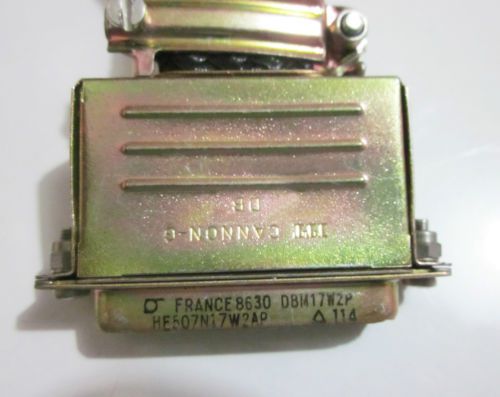 ITT CANNON-G
DB
FRANCE 8630 DBM17W2P
HE507N17W2AP △ 114